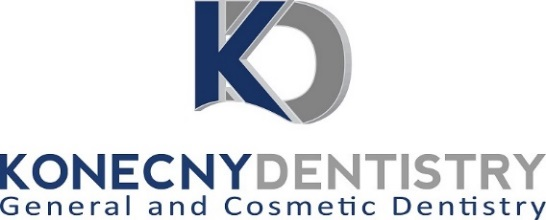 KD
KONECNYDENTISTRY
General and Cosmetic Dentistry